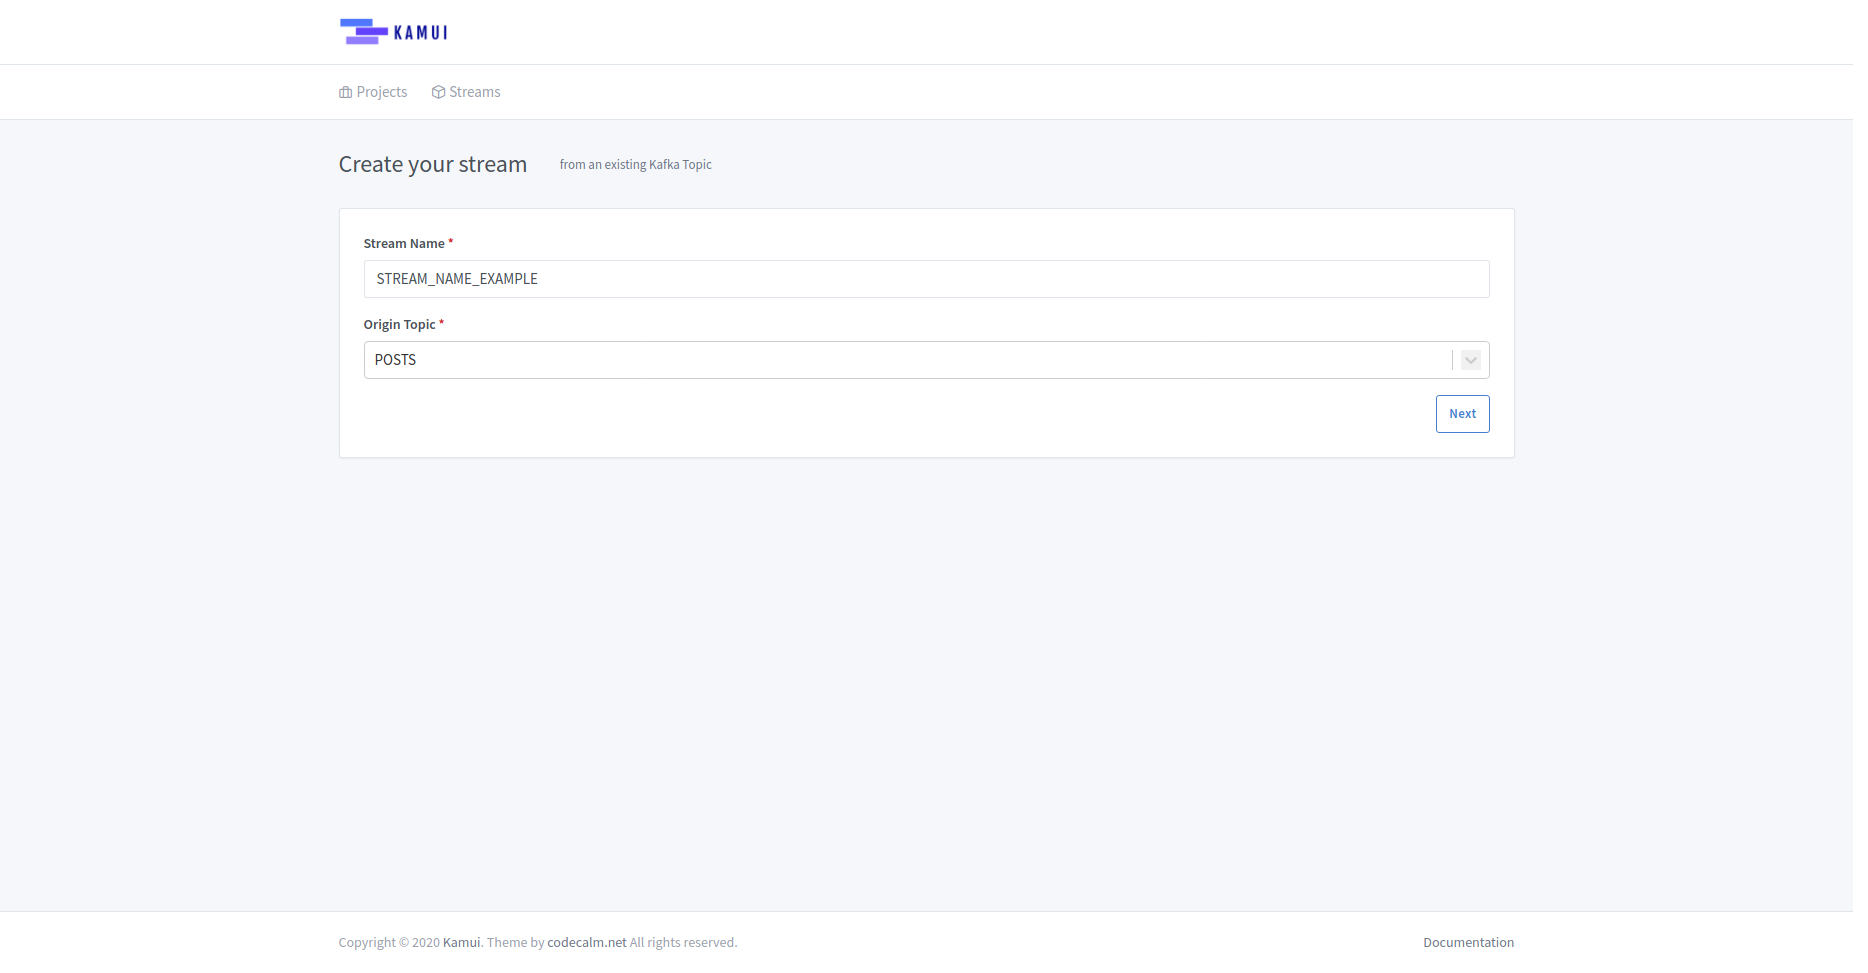 KAMUI
Projects Streams
Create your stream from an existing Kafka Topic
Stream Name *
STREAM_NAME_EXAMPLE
Origin Topic *
POSTS
Next
Copyright © 2020 Kamui. Theme by codecalm.net All rights reserved. Documentation